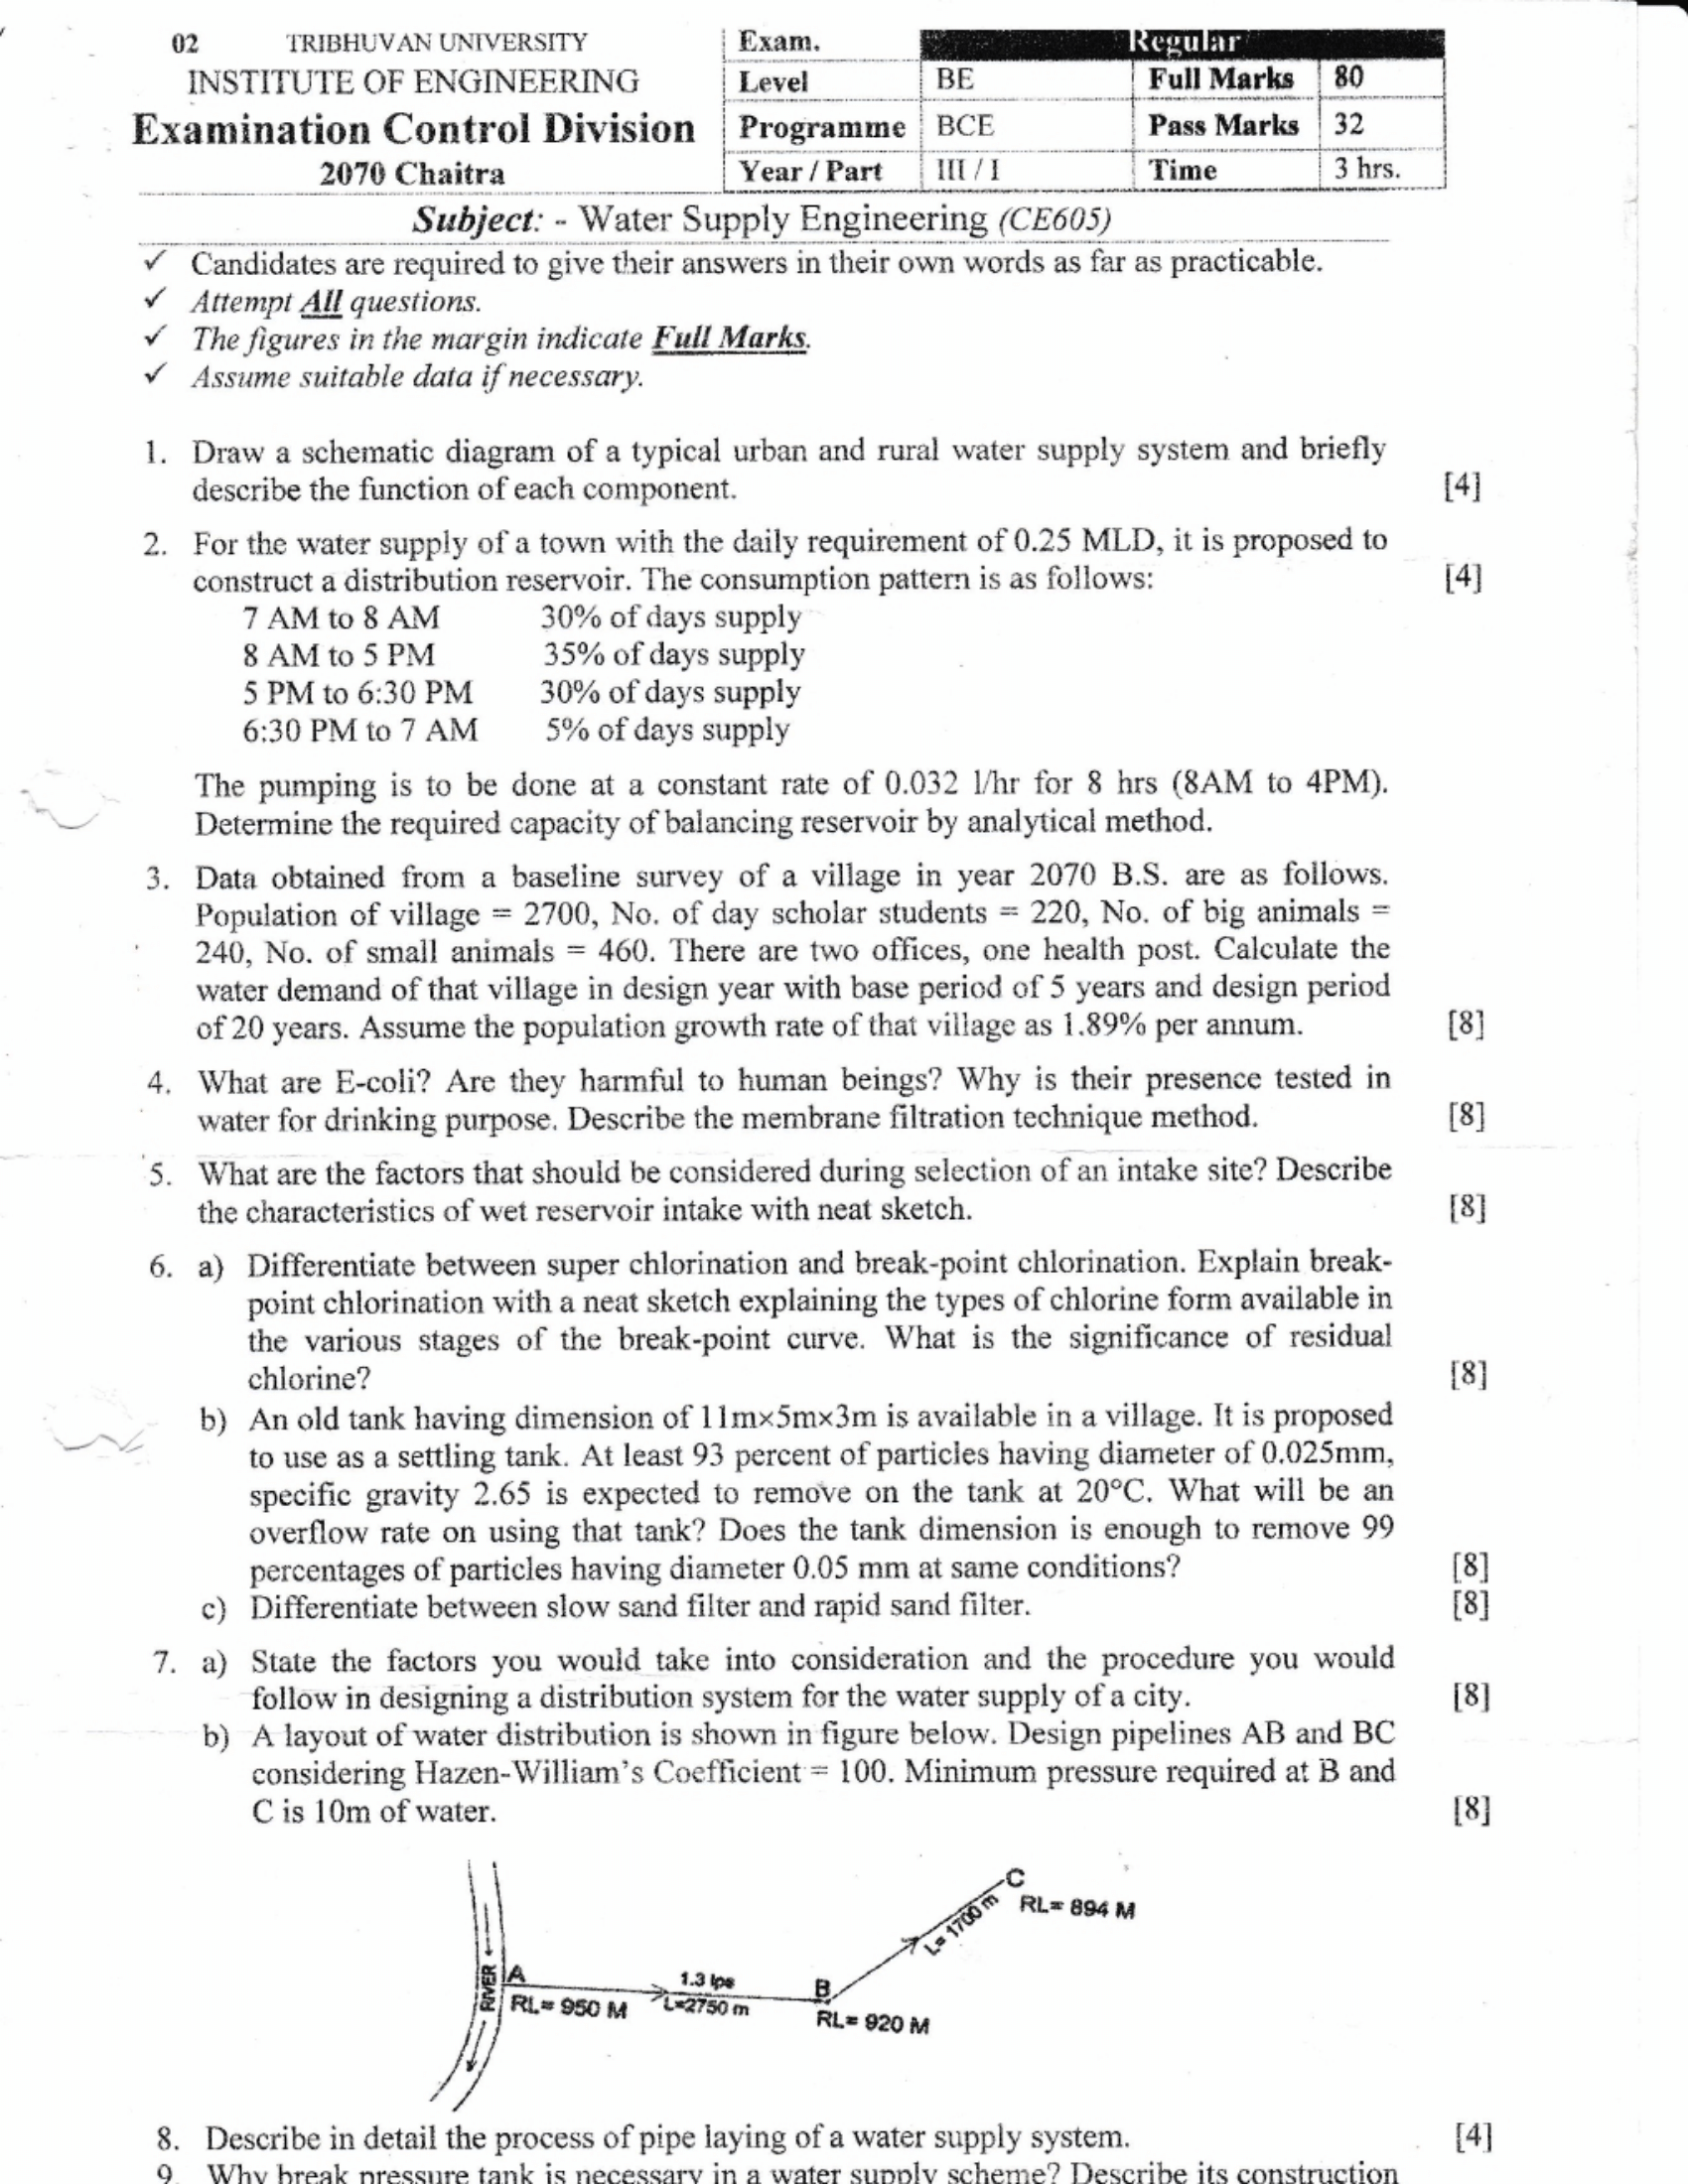 02 TRIBHUVAN UNIVERSITY
INSTITUTE OF ENGINEERING
Examination Control Division
2070 Chaitra
Exam. Regular
Level BE Full Marks 80
Programme BCE Pass Marks 32
Year / Part III / I Time 3 hrs.
Subject: - Water Supply Engineering (CE605)
✓ Candidates are required to give their answers in their own words as far as practicable.
✓ Attempt All questions.
✓ The figures in the margin indicate Full Marks.
✓ Assume suitable data if necessary.
1. Draw a schematic diagram of a typical urban and rural water supply system and briefly
describe the function of each component. [4]
2. For the water supply of a town with the daily requirement of 0.25 MLD, it is proposed to
construct a distribution reservoir. The consumption pattern is as follows: [4]
7 AM to 8 AM 30% of days supply
8 AM to 5 PM 35% of days supply
5 PM to 6:30 PM 30% of days supply
6:30 PM to 7 AM 5% of days supply
The pumping is to be done at a constant rate of 0.032 l/hr for 8 hrs (8AM to 4PM).
Determine the required capacity of balancing reservoir by analytical method.
3. Data obtained from a baseline survey of a village in year 2070 B.S. are as follows.
Population of village = 2700, No. of day scholar students = 220, No. of big animals =
240, No. of small animals = 460. There are two offices, one health post. Calculate the
water demand of that village in design year with base period of 5 years and design period
of 20 years. Assume the population growth rate of that village as 1.89% per annum. [8]
4. What are E-coli? Are they harmful to human beings? Why is their presence tested in
water for drinking purpose. Describe the membrane filtration technique method. [8]
5. What are the factors that should be considered during selection of an intake site? Describe
the characteristics of wet reservoir intake with neat sketch. [8]
6. a) Differentiate between super chlorination and break-point chlorination. Explain break-
point chlorination with a neat sketch explaining the types of chlorine form available in
the various stages of the break-point curve. What is the significance of residual
chlorine? [8]
b) An old tank having dimension of 11m×5m×3m is available in a village. It is proposed
to use as a settling tank. At least 93 percent of particles having diameter of 0.025mm,
specific gravity 2.65 is expected to remove on the tank at 20°C. What will be an
overflow rate on using that tank? Does the tank dimension is enough to remove 99
percentages of particles having diameter 0.05 mm at same conditions? [8]
c) Differentiate between slow sand filter and rapid sand filter. [8]
7. a) State the factors you would take into consideration and the procedure you would
follow in designing a distribution system for the water supply of a city. [8]
b) A layout of water distribution is shown in figure below. Design pipelines AB and BC
considering Hazen-William's Coefficient = 100. Minimum pressure required at B and
C is 10m of water. [8]
C
RL= 894 M
L= 1700 m
RIVER
A
RL= 950 M
1.3 lps
L=2750 m
B
RL= 920 M
8. Describe in detail the process of pipe laying of a water supply system. [4]
9. Why break pressure tank is necessary in a water supply scheme? Describe its construction